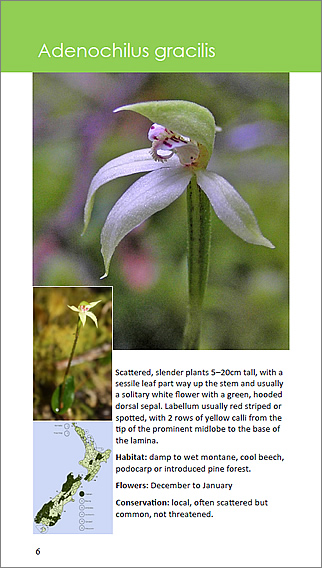 Adenochilus gracilis
Scattered, slender plants 5–20cm tall, with a
sessile leaf part way up the stem and usually
a solitary white flower with a green, hooded
dorsal sepal. Labellum usually red striped or
spotted, with 2 rows of yellow calli from the
tip of the prominent midlobe to the base of
the lamina.
Habitat: damp to wet montane, cool beech,
podocarp or introduced pine forest.
Flowers: December to January
Conservation: local, often scattered but
common, not threatened.
6